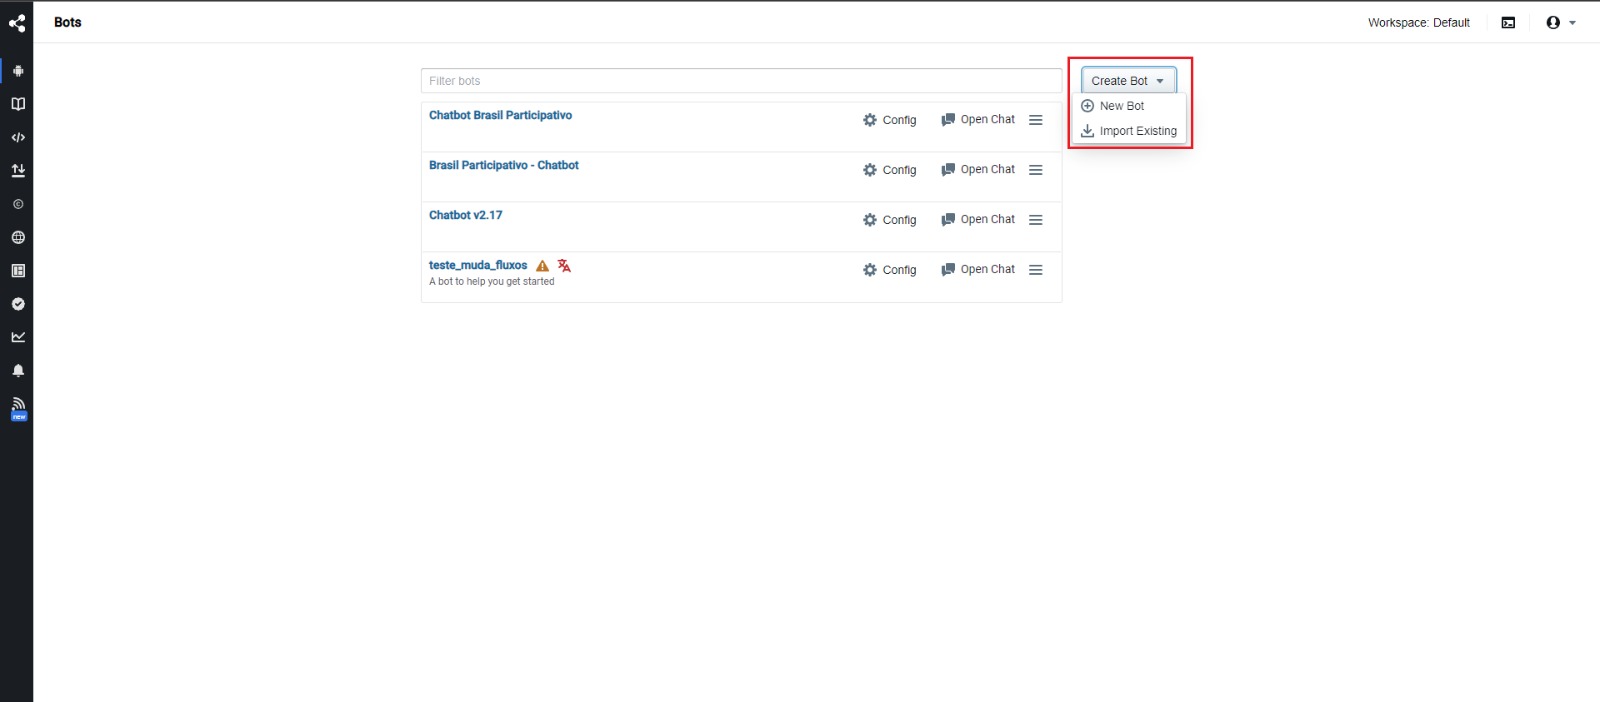 Bots
Workspace: Default
Filter bots
Create Bot
New Bot
Import Existing
Chatbot Brasil Participativo
Config
Open Chat
Brasil Participativo - Chatbot
Config
Open Chat
Chatbot v2.17
Config
Open Chat
teste_muda_fluxos
A bot to help you get started
Config
Open Chat
new